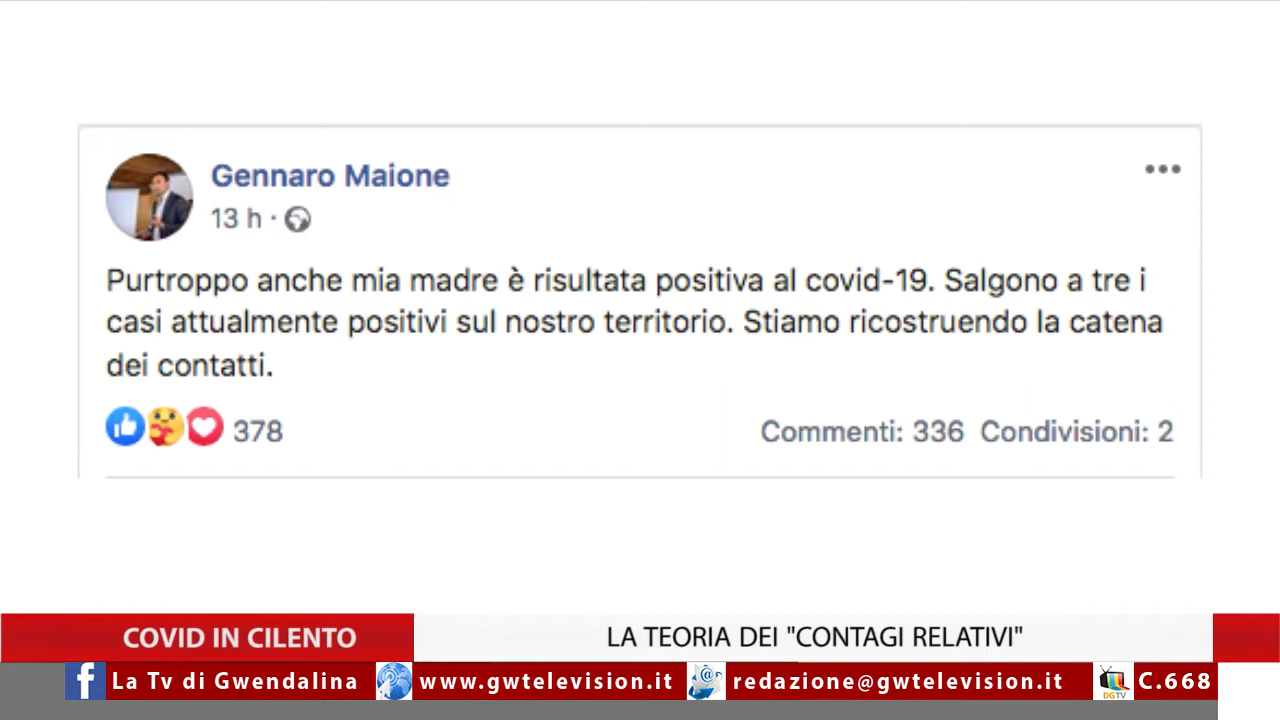 Gennaro Maione
13 h ·
Purtroppo anche mia madre è risultata positiva al covid-19. Salgono a tre i
casi attualmente positivi sul nostro territorio. Stiamo ricostruendo la catena
dei contatti.
378 Commenti: 336 Condivisioni: 2
COVID IN CILENTO LA TEORIA DEI "CONTAGI RELATIVI"
La Tv di Gwendalina www.gwtelevision.it redazione@gwtelevision.it DGTV C.668